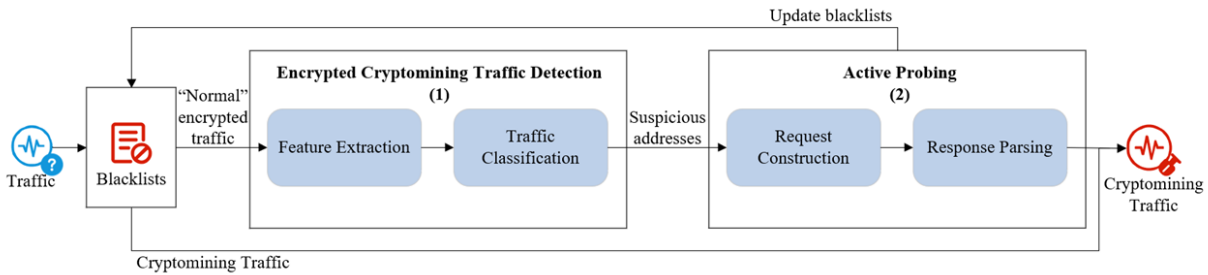 Update blacklists
Encrypted Cryptomining Traffic Detection
(1)
Active Probing
(2)
"Normal"
encrypted
traffic
Suspicious
addresses
Feature Extraction
Traffic
Classification
Request
Construction
Response Parsing
?
Traffic
Blacklists
Cryptomining
Traffic
Cryptomining Traffic